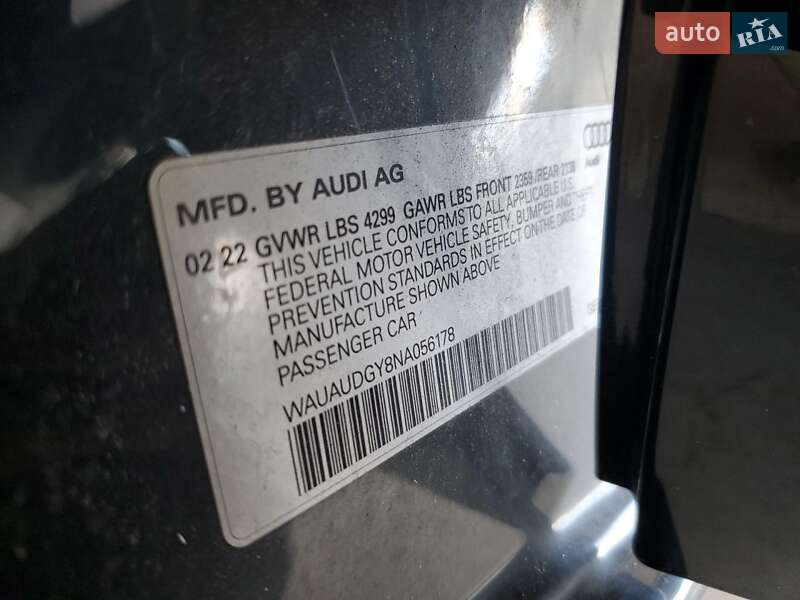 auto RIA.com
Audi
MFD. BY AUDI AG
02 22 GVWR LBS 4299 GAWR LBS FRONT 2359 /REAR
THIS VEHICLE CONFORMS TO ALL APPLICABLE U.S.
FEDERAL MOTOR VEHICLE SAFETY, BUMPER AND THEFT
PREVENTION STANDARDS IN EFFECT ON THE DATE OF
MANUFACTURE SHOWN ABOVE
PASSENGER CAR
WAUAUDGY8NA056178